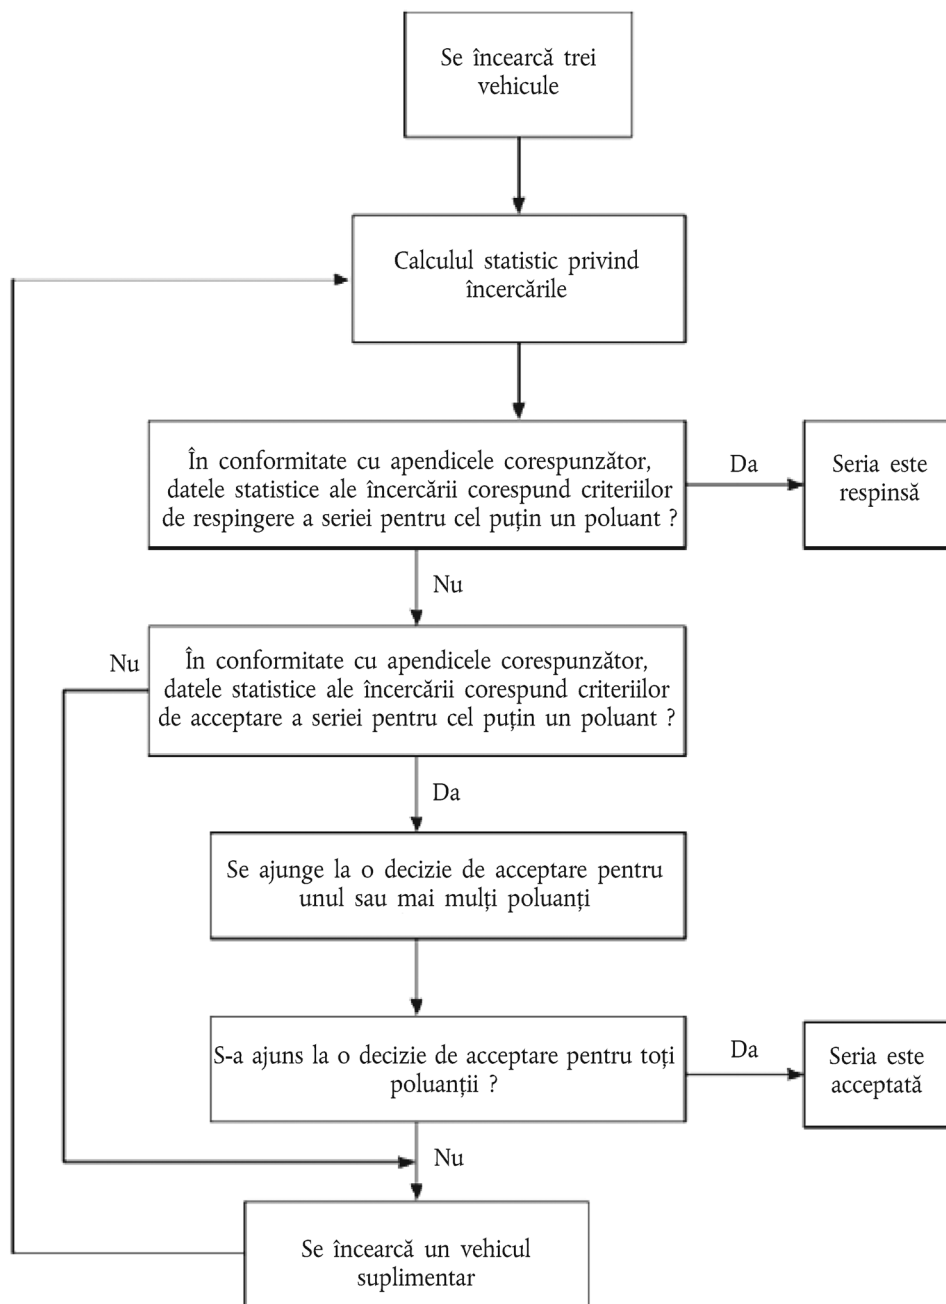 Se încearcă trei
vehicule
Calculul statistic privind
încercările
În conformitate cu apendicele corespunzător,
datele statistice ale încercării corespund criteriilor
de respingere a seriei pentru cel puțin un poluant ?
Da
Seria este
respinsă
Nu
Nu
În conformitate cu apendicele corespunzător,
datele statistice ale încercării corespund criteriilor
de acceptare a seriei pentru cel puțin un poluant ?
Da
Se ajunge la o decizie de acceptare pentru
unul sau mai mulți poluanți
S-a ajuns la o decizie de acceptare pentru toți
poluanții ?
Da
Seria este
acceptată
Nu
Se încearcă un vehicul
suplimentar